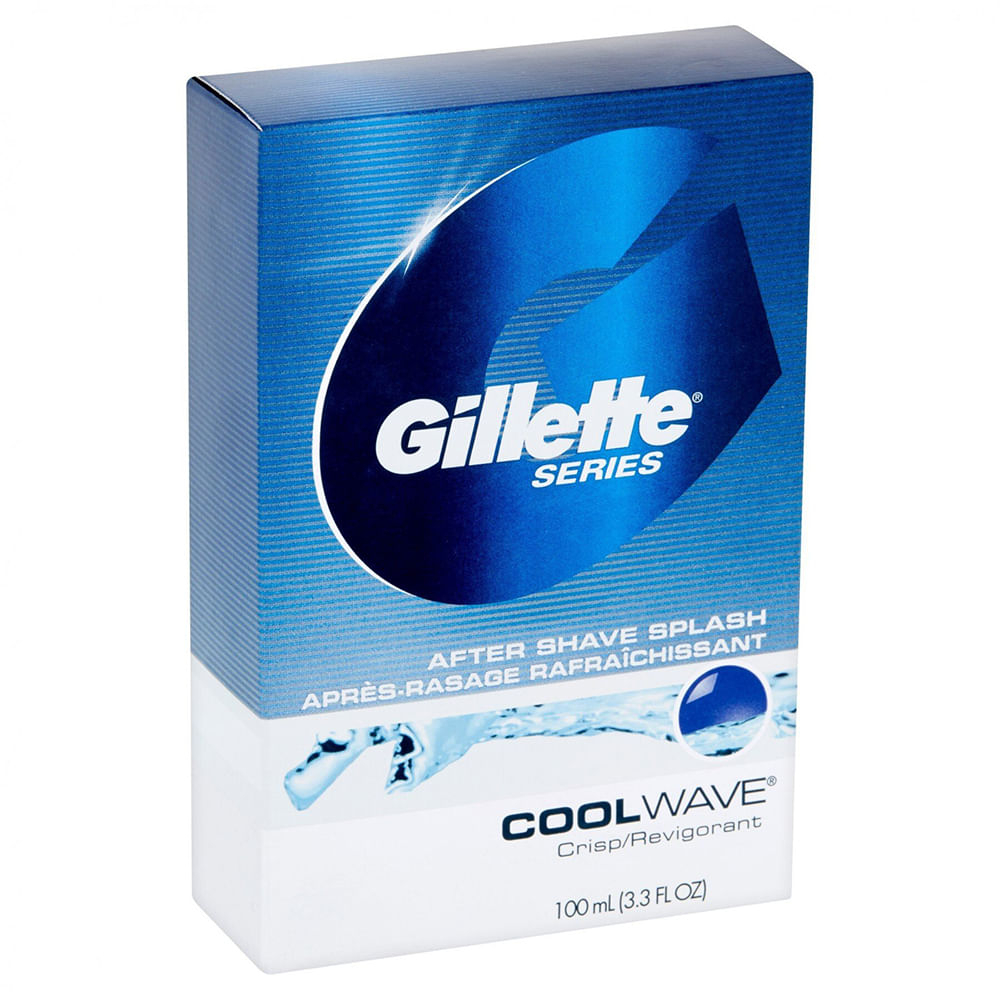 Gillette®
SERIES
AFTER SHAVE SPLASH
APRÈS-RASAGE RAFRAÎCHISSANT
COOLWAVE®
Crisp/Revigorant
100 mL (3.3 FL OZ)